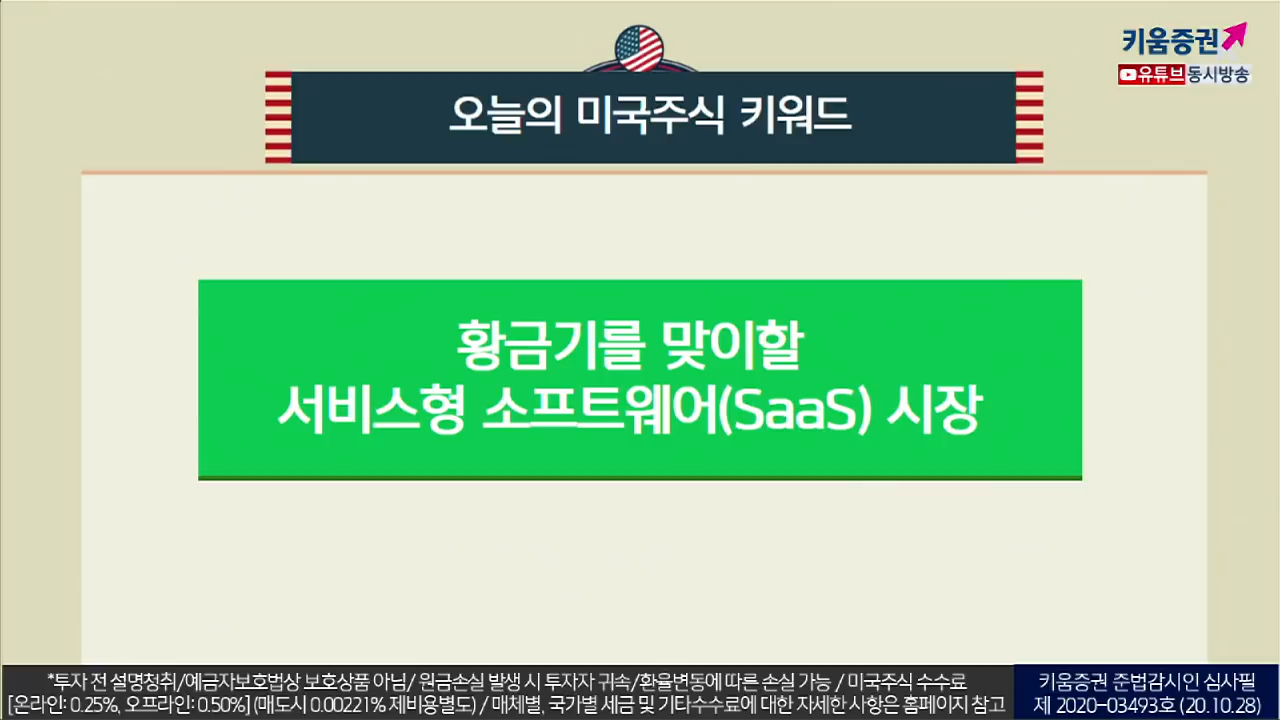 키움증권
유튜브 동시방송
오늘의 미국주식 키워드
황금기를 맞이할
서비스형 소프트웨어(SaaS) 시장
*투자 전 설명청취/예금자보호법상 보호상품 아님/ 원금손실 발생 시 투자자 귀속/환율변동에 따른 손실 가능 / 미국주식 수수료
[온라인: 0.25%, 오프라인: 0.50%] (매도시 0.00221% 제비용별도) / 매체별, 국가별 세금 및 기타수수료에 대한 자세한 사항은 홈페이지 참고
키움증권 준법감시인 심사필
제 2020-03493호 (20.10.28)